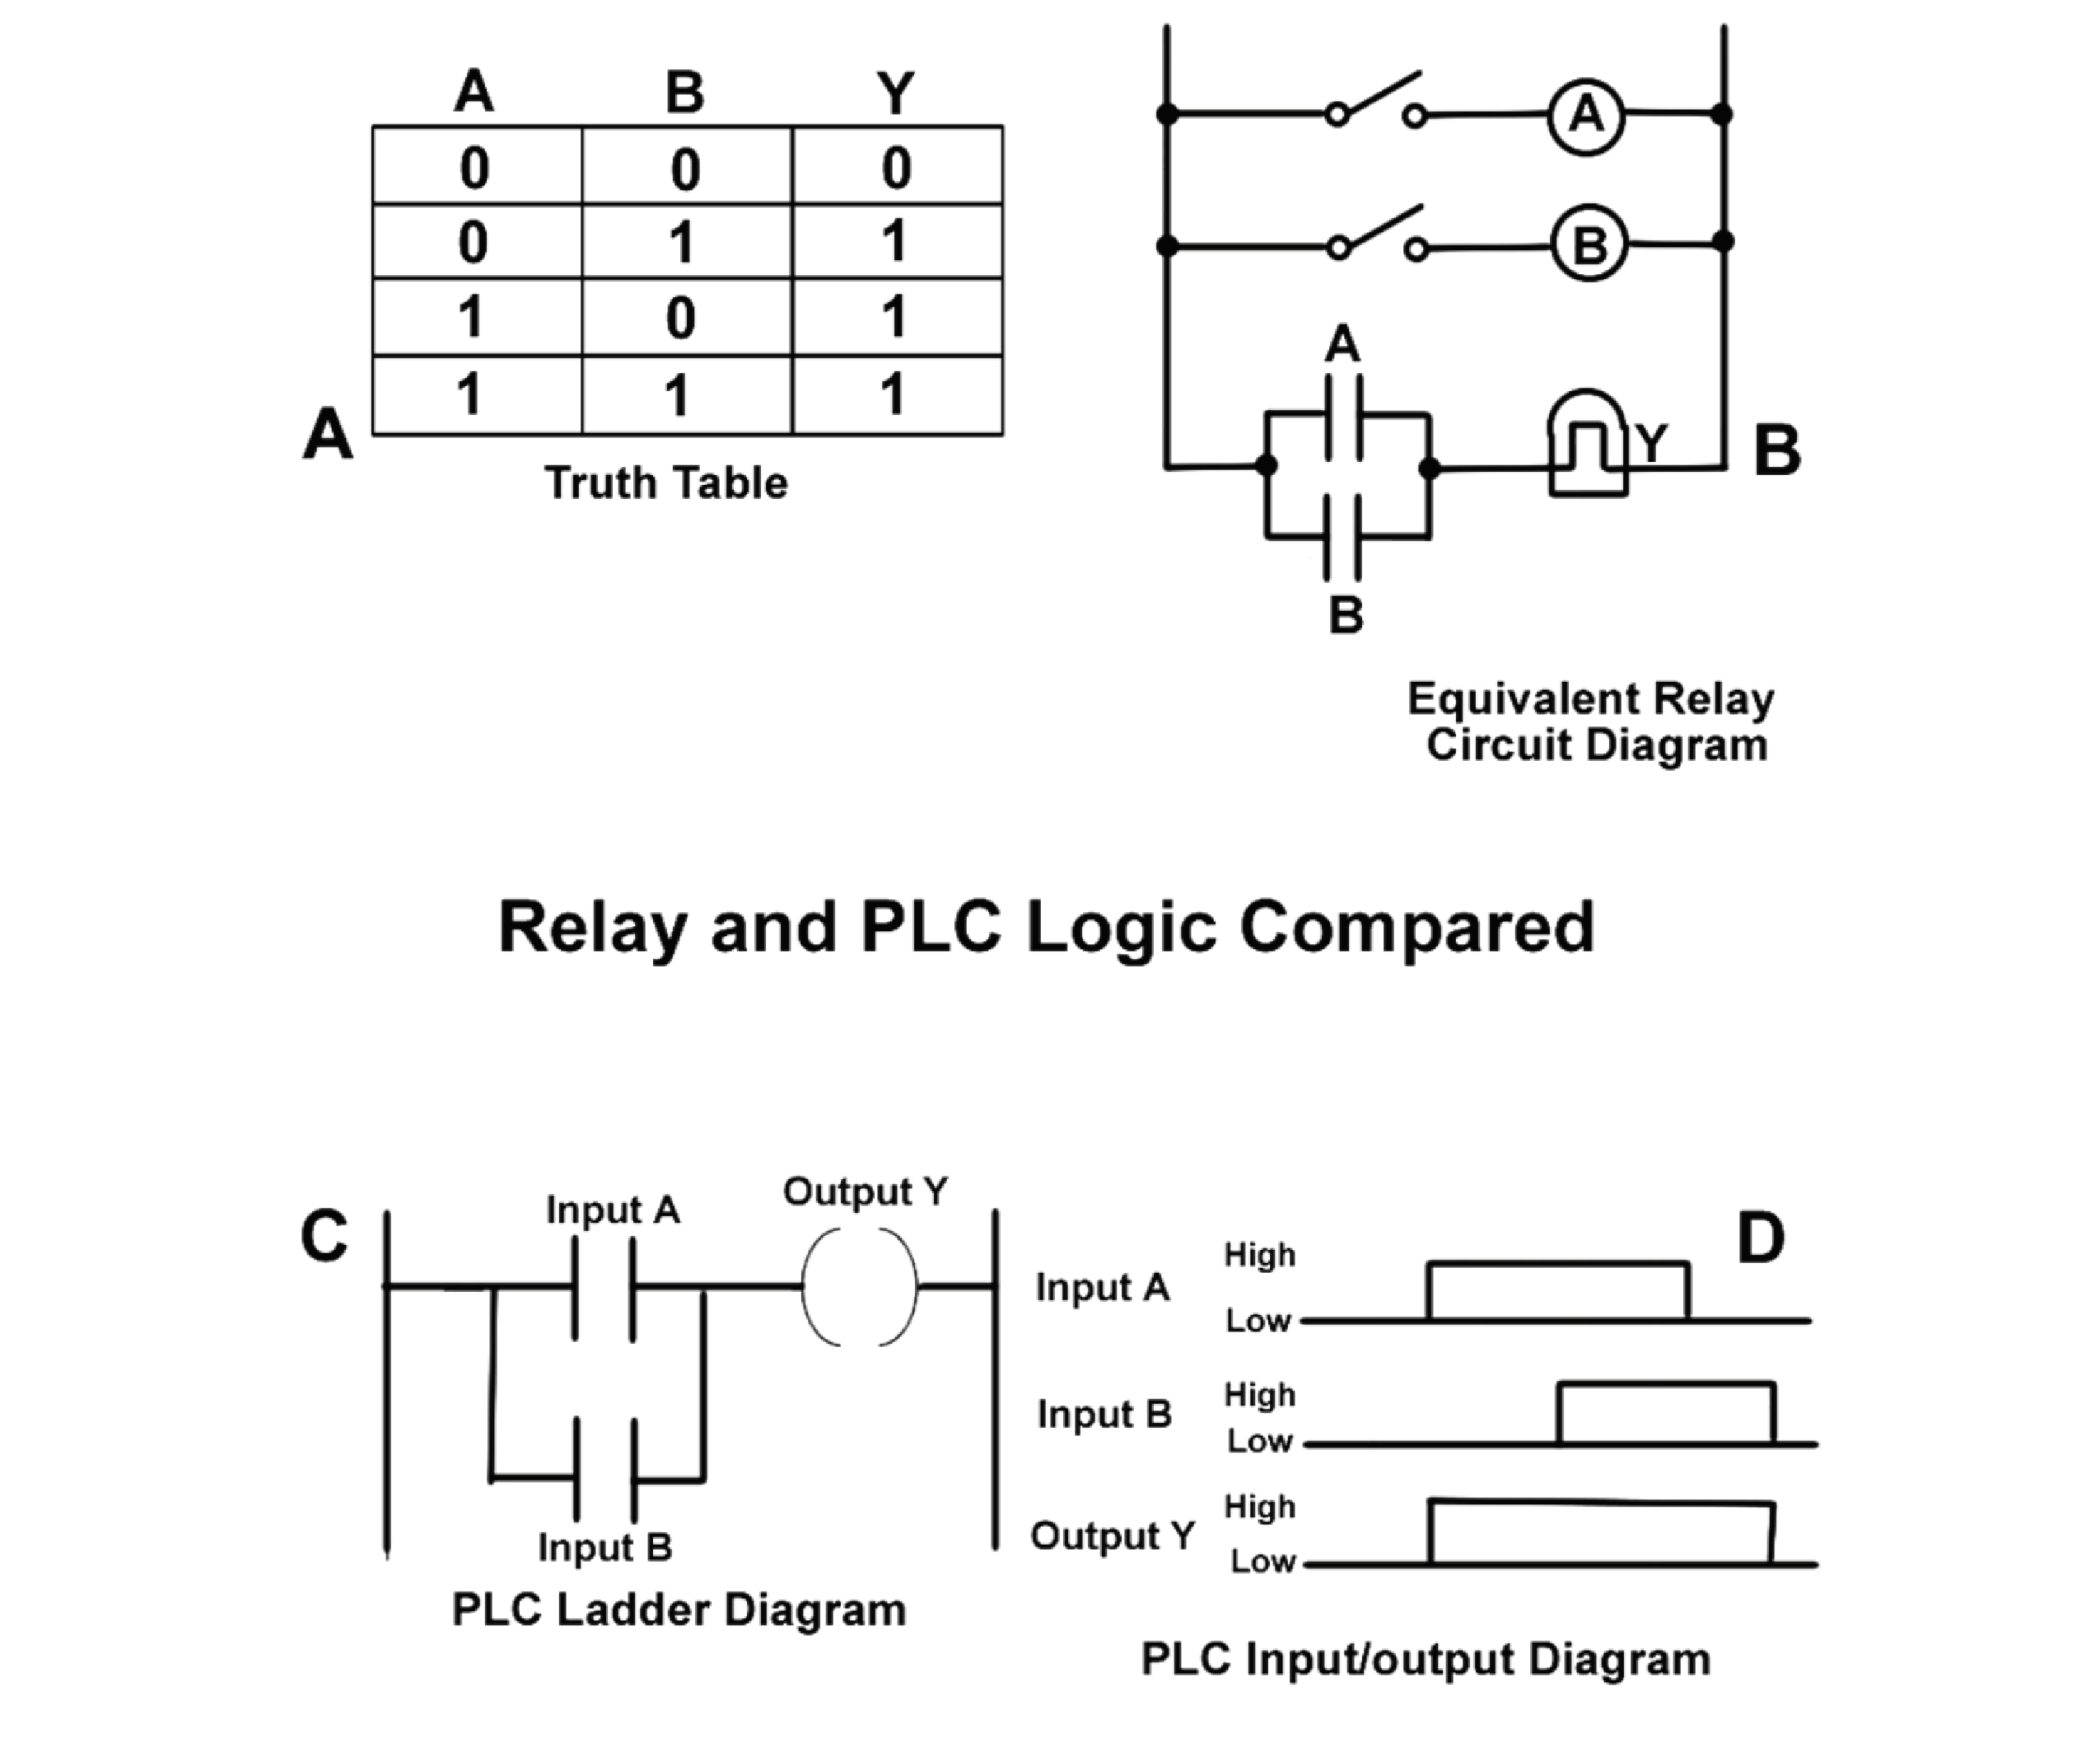 A B Y
0 0 0
0 1 1
1 0 1
1 1 1
A
Truth Table
A
B
A
Y
B
B
Equivalent Relay
Circuit Diagram
Relay and PLC Logic Compared
C
Input A
Output Y
Input B
PLC Ladder Diagram
D
High
Input A
Low
High
Input B
Low
High
Output Y
Low
PLC Input/output Diagram